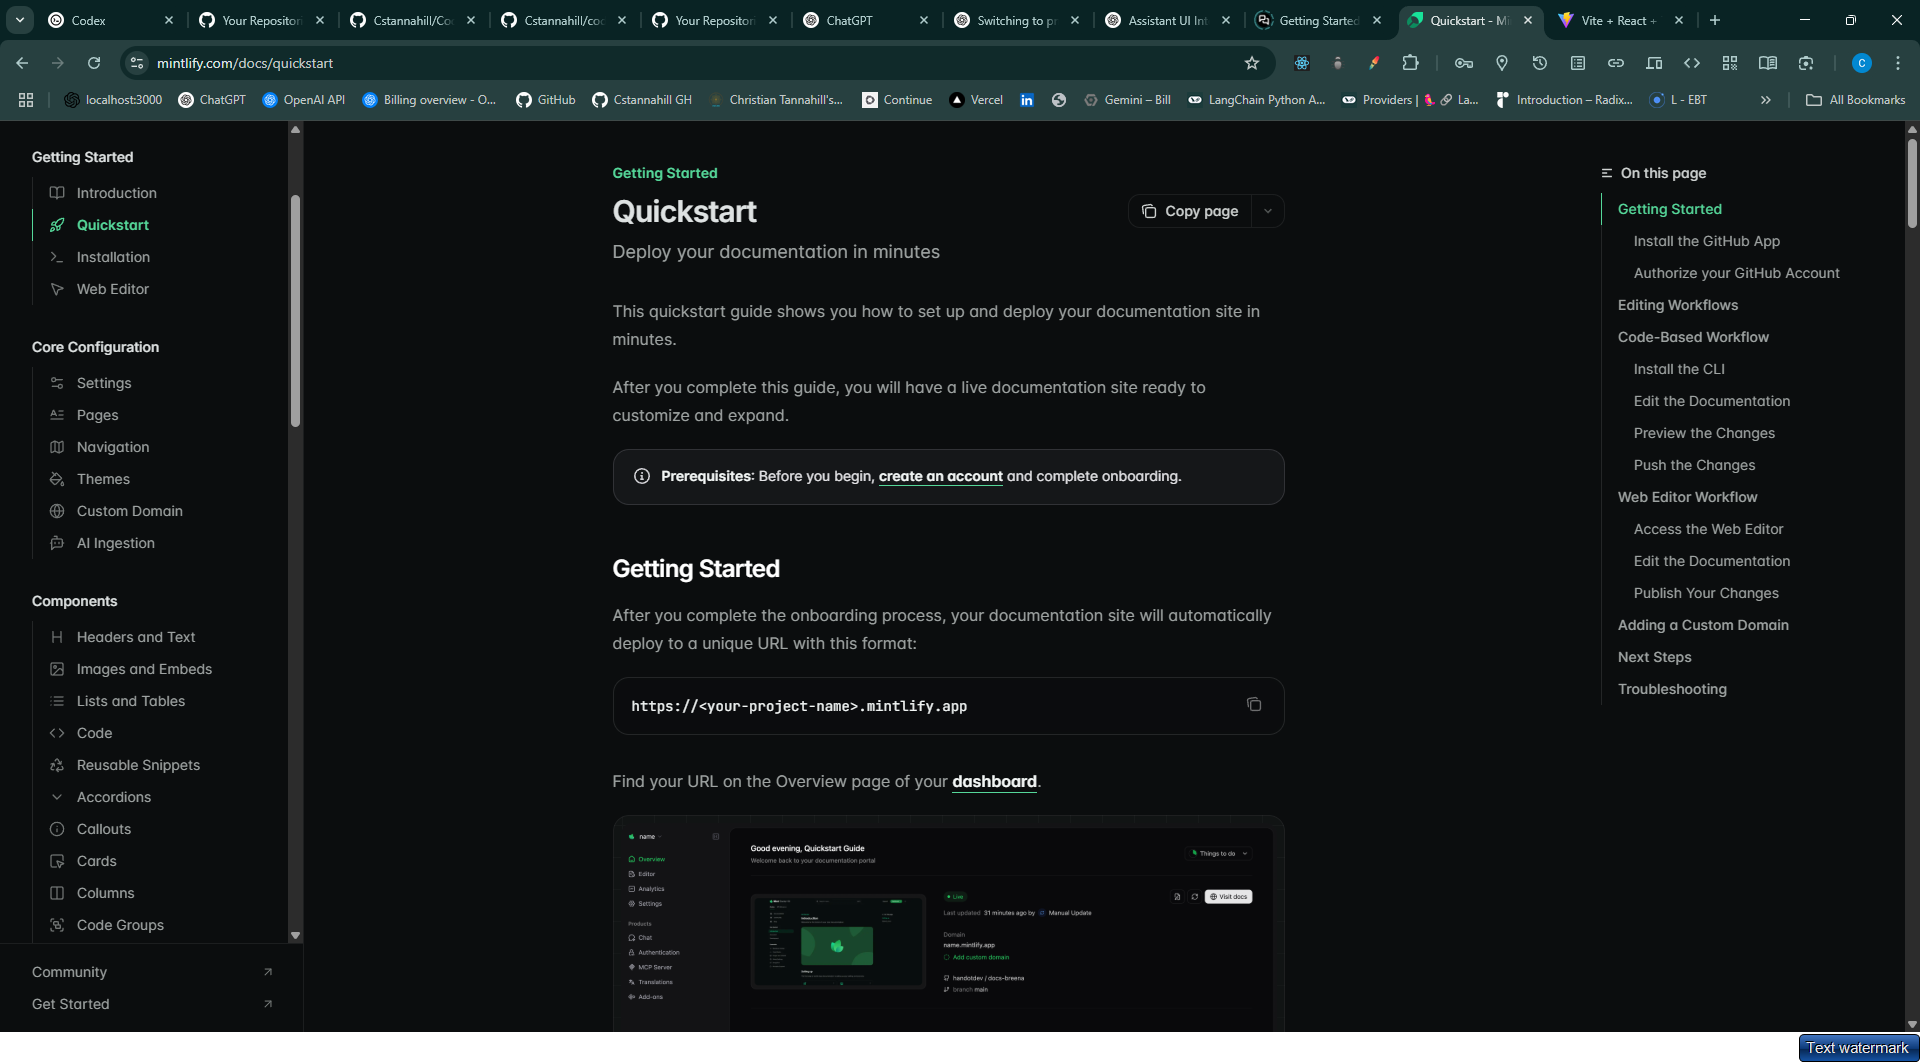 Codex
Your Repositori
Cstannahill/Co
Cstannahill/co
Your Repositori
ChatGPT
Switching to p
Assistant UI Int
Getting Started
Quickstart - Mi
Vite + React +
mintlify.com/docs/quickstart
C
localhost:3000
ChatGPT
OpenAI API
Billing overview - O...
GitHub
Cstannahill GH
Christian Tannahill's...
Continue
Vercel
Gemini – Bill
LangChain Python A...
Providers | La...
Introduction – Radix...
L - EBT
All Bookmarks
Getting Started
Introduction
Quickstart
Installation
Web Editor
Core Configuration
Settings
Pages
Navigation
Themes
Custom Domain
AI Ingestion
Components
Headers and Text
Images and Embeds
Lists and Tables
Code
Reusable Snippets
Accordions
Callouts
Cards
Columns
Code Groups
Community
Get Started
Getting Started
Quickstart
Copy page
Deploy your documentation in minutes
This quickstart guide shows you how to set up and deploy your documentation site in
minutes.
After you complete this guide, you will have a live documentation site ready to
customize and expand.
Prerequisites: Before you begin, create an account and complete onboarding.
Getting Started
After you complete the onboarding process, your documentation site will automatically
deploy to a unique URL with this format:
https://<your-project-name>.mintlify.app
Find your URL on the Overview page of your dashboard.
name
Overview
Editor
Analytics
Settings
Products
Chat
Authentication
MCP Server
Translations
Add-ons
Good evening, Quickstart Guide
Welcome back to your documentation portal
Things to do
Live
Visit docs
Last updated 31 minutes ago by Manual Update
Domain
name.mintlify.app
Add custom domain
handotdev / docs-breena
branch main
On this page
Getting Started
Install the GitHub App
Authorize your GitHub Account
Editing Workflows
Code-Based Workflow
Install the CLI
Edit the Documentation
Preview the Changes
Push the Changes
Web Editor Workflow
Access the Web Editor
Edit the Documentation
Publish Your Changes
Adding a Custom Domain
Next Steps
Troubleshooting
Text watermark